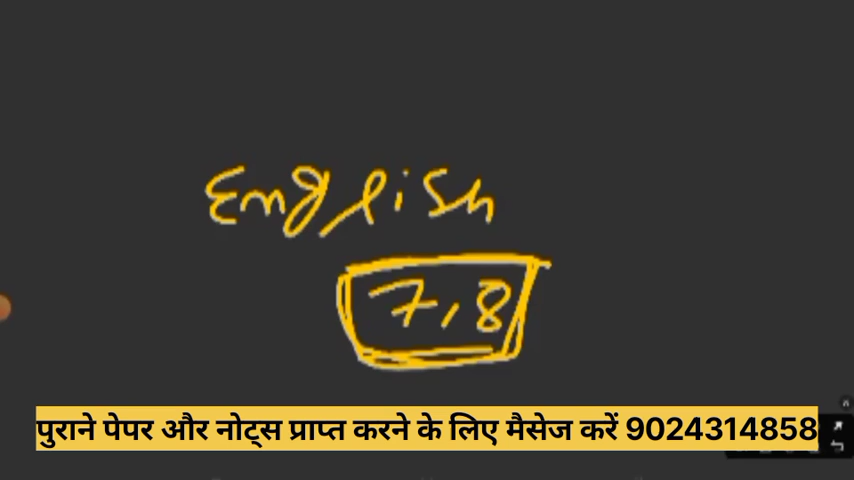 English
7,8
पुराने पेपर और नोट्स प्राप्त करने के लिए मैसेज करें 9024314858